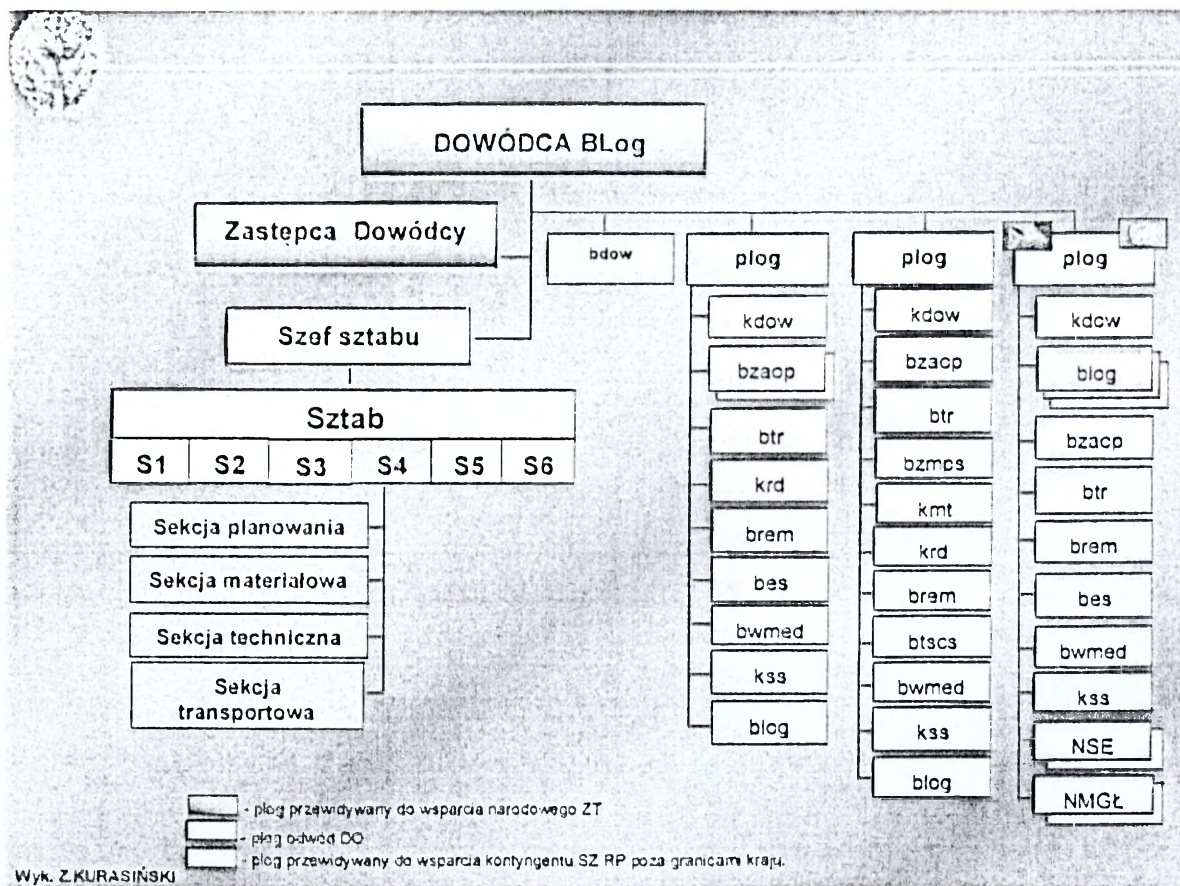 DOWÓDCA BLog
Zastępca Dowódcy
Szef sztabu
Sztab
S1 S2 S3 S4 S5 S6
Sekcja planowania
Sekcja materiałowa
Sekcja techniczna
Sekcja
transportowa
bdow
plog
kdow
bzaop
btr
krd
brem
bes
bwmed
kss
blog
plog
kdow
bzaop
btr
bzmps
kmt
krd
brem
btscs
bwmed
kss
blog
plog
kdow
blog
bzaop
btr
brem
bes
bwmed
kss
NSE
NMGŁ
- plog przewidywany do wsparcia narodowego ZT
- plog odwód DO
- plog przewidywany do wsparcia kontyngentu SZ RP poza granicami kraju.
Wyk. Z.KURASIŃSKI